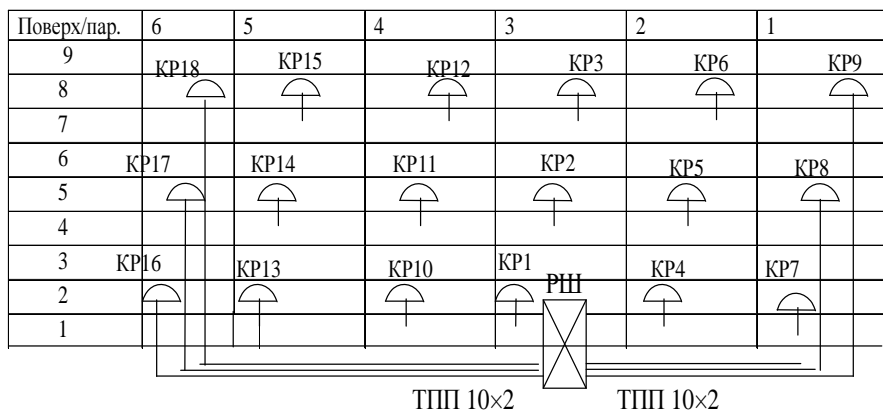 Поверх/пар. 6 5 4 3 2 1
9
КР18 КР15 КР12 КР3 КР6 КР9
8
7
6
КР17 КР14 КР11 КР2 КР5 КР8
5
4
3
КР16 КР13 КР10 КР1 КР4 КР7
РШ
2
1
ТПП 10×2 ТПП 10×2